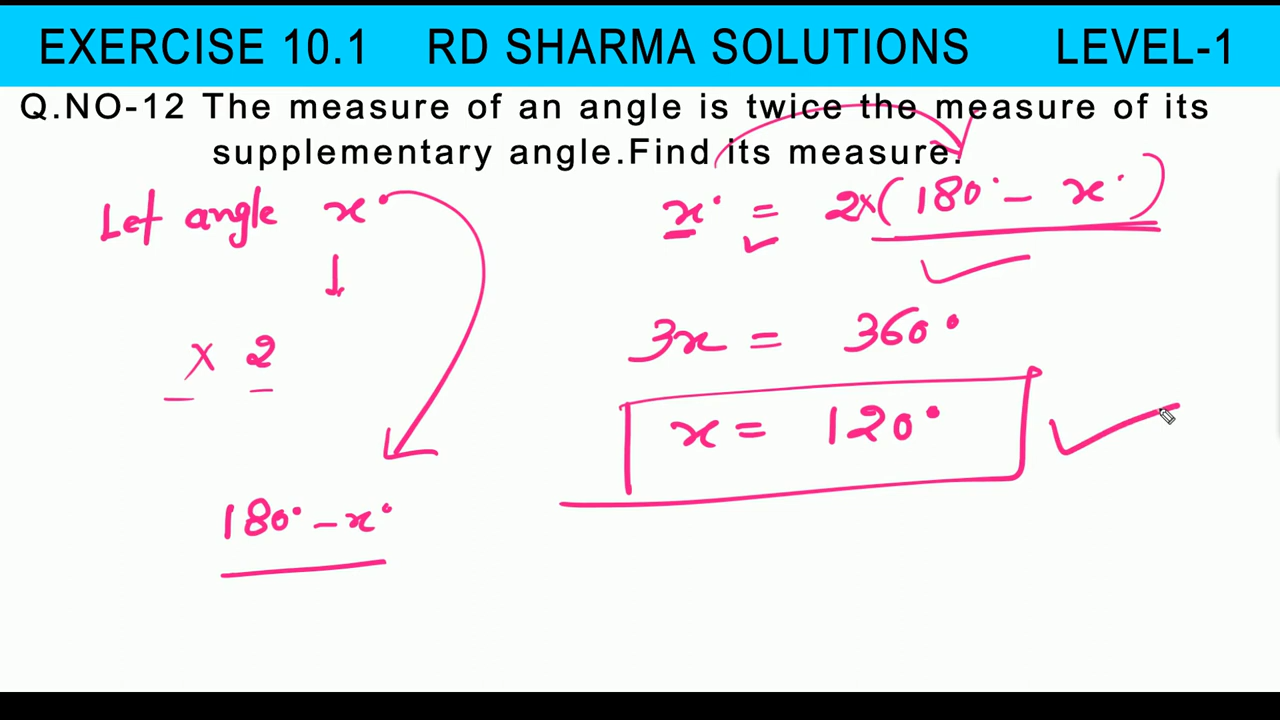 EXERCISE 10.1 RD SHARMA SOLUTIONS LEVEL-1
Q.NO-12 The measure of an angle is twice the measure of its
supplementary angle.Find its measure.
Let angle x°
× 2
180° – x°
x° = 2×(180° – x°)
3x = 360°
x = 120°